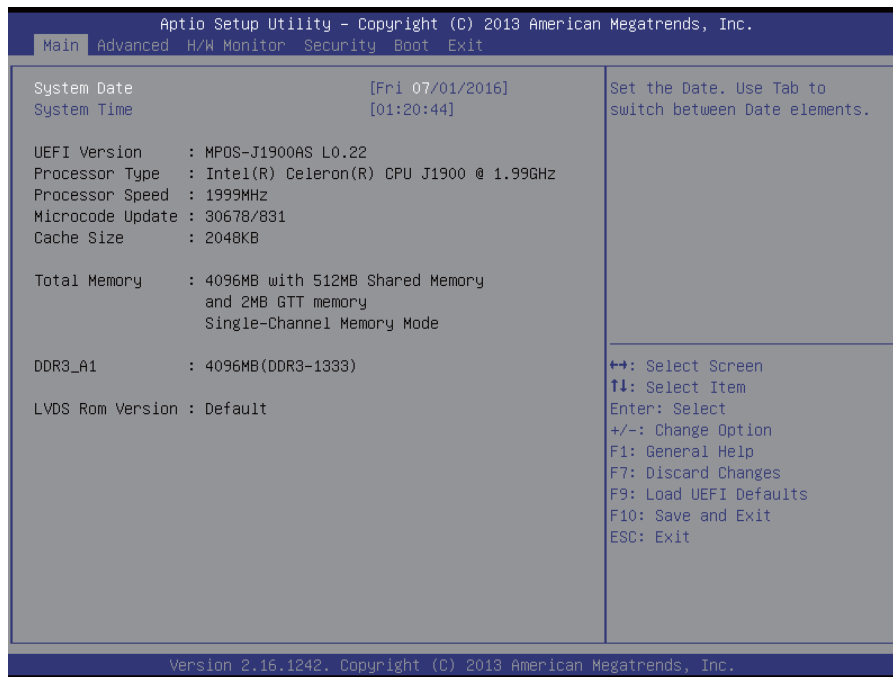 Aptio Setup Utility – Copyright (C) 2013 American Megatrends, Inc.
Main Advanced H/W Monitor Security Boot Exit
System Date [Fri 07/01/2016]
System Time [01:20:44]
UEFI Version : MPOS-J1900AS L0.22
Processor Type : Intel(R) Celeron(R) CPU J1900 @ 1.99GHz
Processor Speed : 1999MHz
Microcode Update : 30678/831
Cache Size : 2048KB
Total Memory : 4096MB with 512MB Shared Memory
and 2MB GTT memory
Single-Channel Memory Mode
DDR3_A1 : 4096MB(DDR3-1333)
LVDS Rom Version : Default
Set the Date. Use Tab to
switch between Date elements.
↔: Select Screen
↑↓: Select Item
Enter: Select
+/-: Change Option
F1: General Help
F7: Discard Changes
F9: Load UEFI Defaults
F10: Save and Exit
ESC: Exit
Version 2.16.1242. Copyright (C) 2013 American Megatrends, Inc.